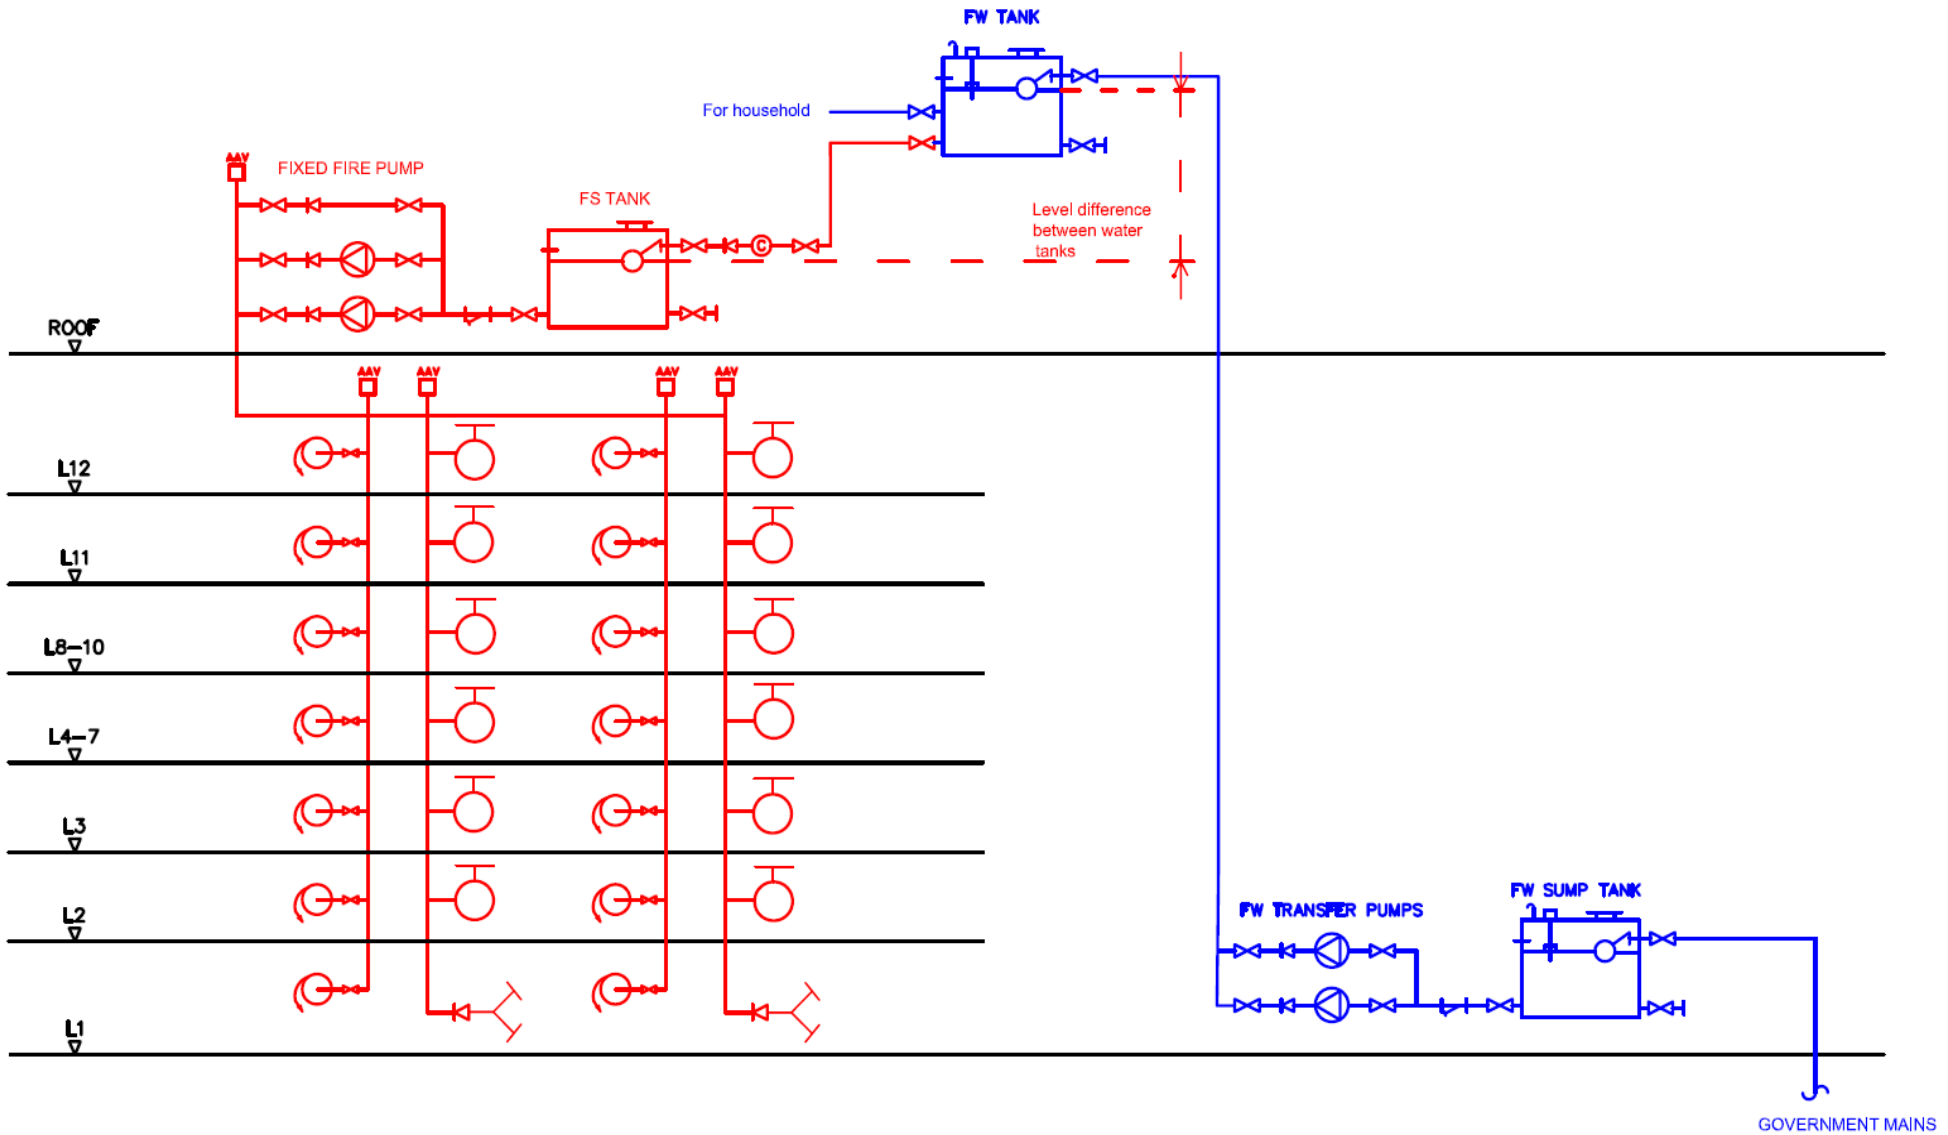 FW TANK
For household
AAV
FIXED FIRE PUMP
FS TANK
Level difference
between water
tanks
C
ROOF
AAV
AAV
AAV
AAV
L12
L11
L8-10
L4-7
L3
L2
FW SUMP TANK
FW TRANSFER PUMPS
L1
GOVERNMENT MAINS